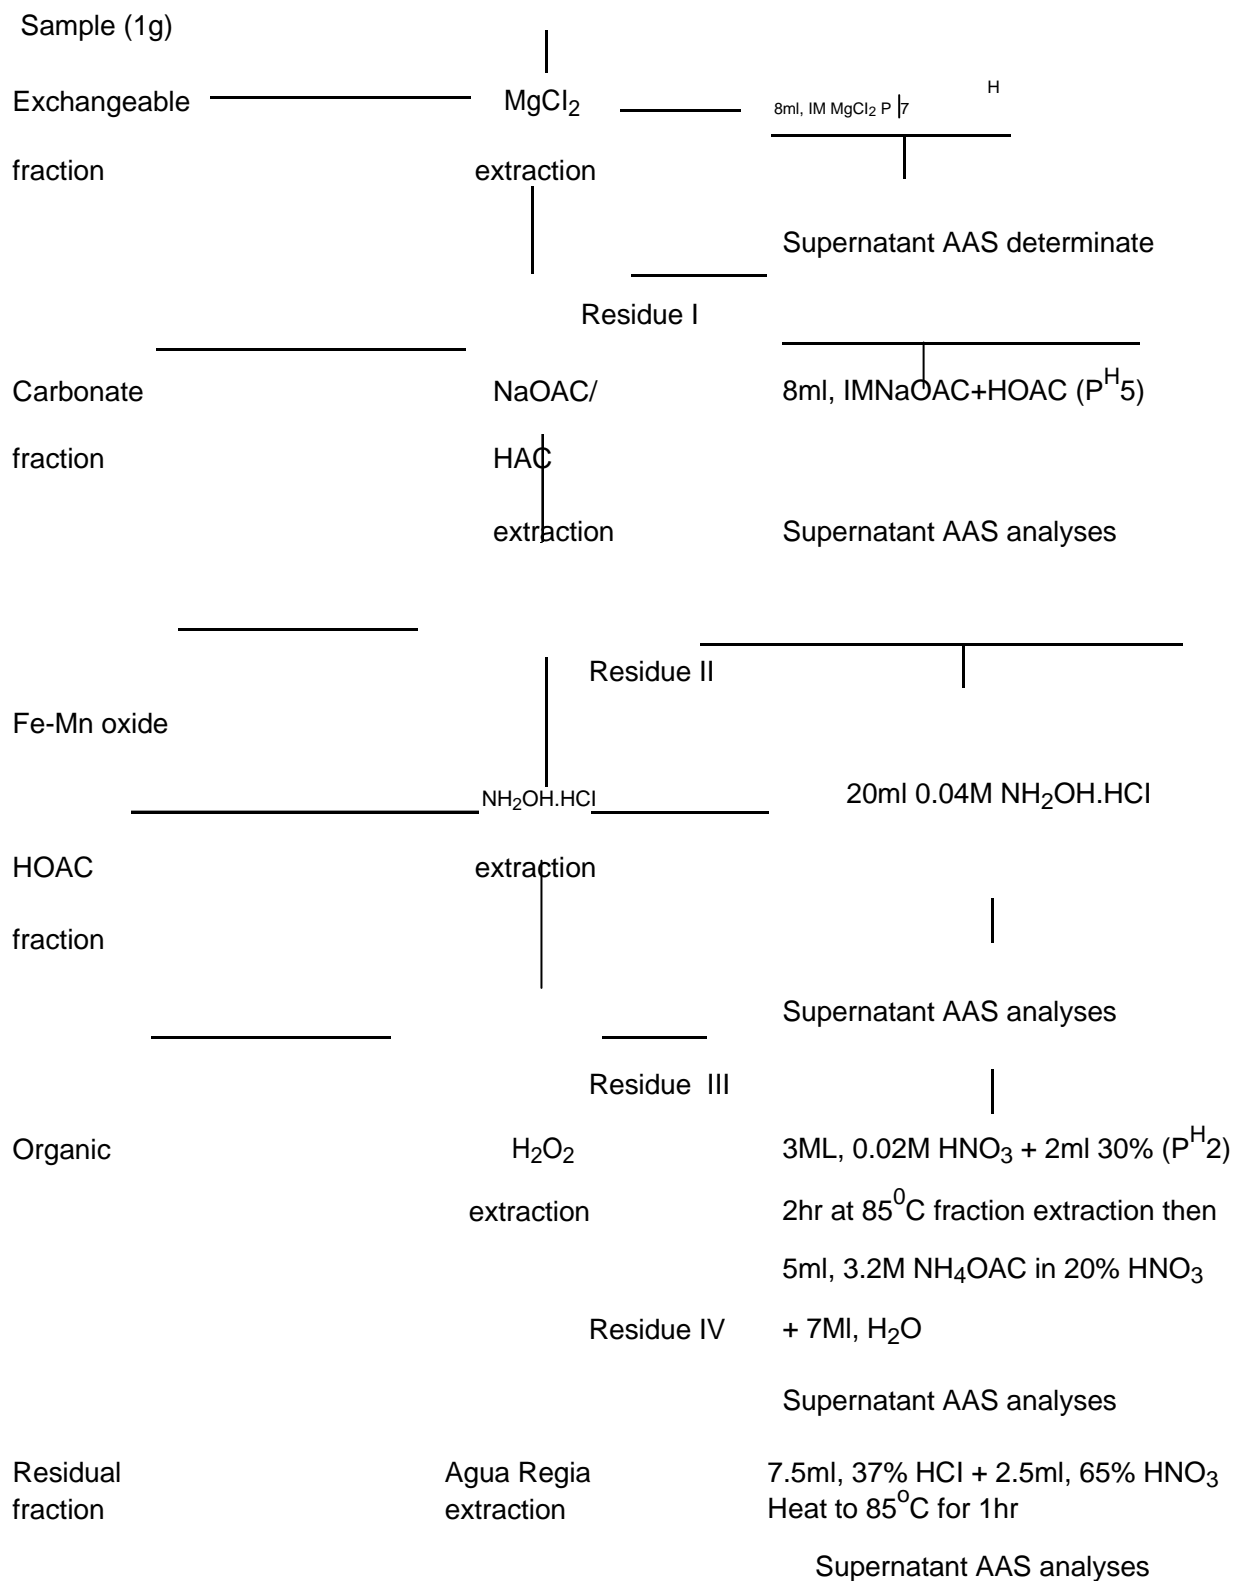 Sample (1g)
Exchangeable MgCl₂ 8ml, IM MgCl₂ P 7 H
fraction extraction
Supernatant AAS determinate
Residue I
Carbonate NaOAC/ 8ml, IMNaOAC+HOAC (Pᴴ5)
fraction HAC
extraction Supernatant AAS analyses
Residue II
Fe-Mn oxide
NH₂OH.HCl 20ml 0.04M NH₂OH.HCl
HOAC extraction
fraction
Supernatant AAS analyses
Residue III
Organic H₂O₂ 3ML, 0.02M HNO₃ + 2ml 30% (Pᴴ2)
extraction 2hr at 85⁰C fraction extraction then
5ml, 3.2M NH₄OAC in 20% HNO₃
Residue IV + 7Ml, H₂O
Supernatant AAS analyses
Residual Agua Regia 7.5ml, 37% HCl + 2.5ml, 65% HNO₃
fraction extraction Heat to 85°C for 1hr
Supernatant AAS analyses